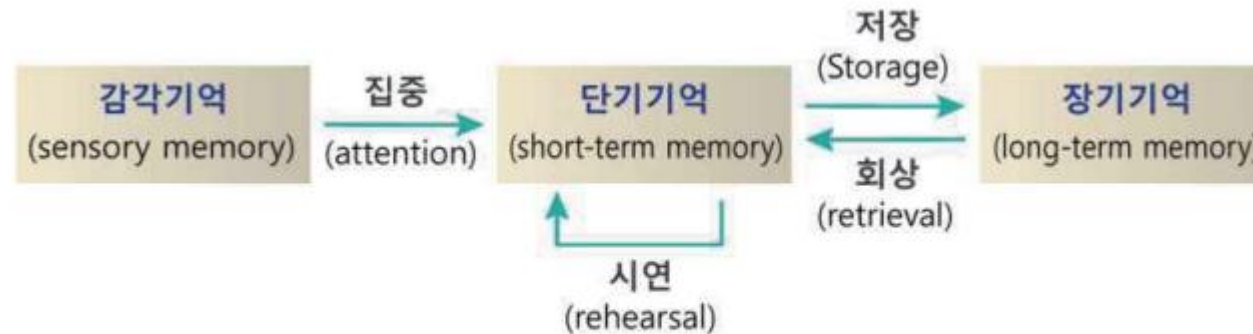 감각기억
(sensory memory)
집중
(attention)
단기기억
(short-term memory)
저장
(Storage)
회상
(retrieval)
장기기억
(long-term memory)
시연
(rehearsal)